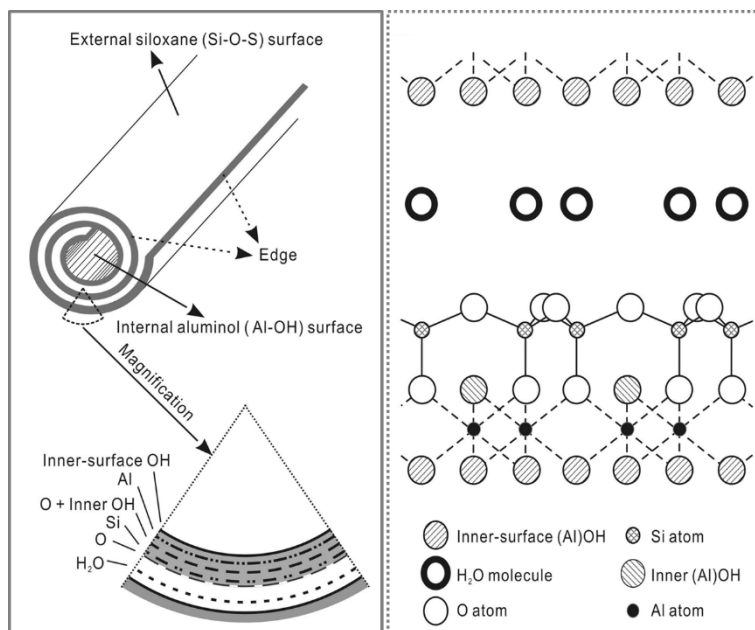 External siloxane (Si-O-S) surface
Edge
Internal aluminol (Al-OH) surface
Magnification
Inner-surface OH
Al
O + Inner OH
Si
O
H₂O
Inner-surface (Al)OH
Si atom
H₂O molecule
Inner (Al)OH
O atom
Al atom